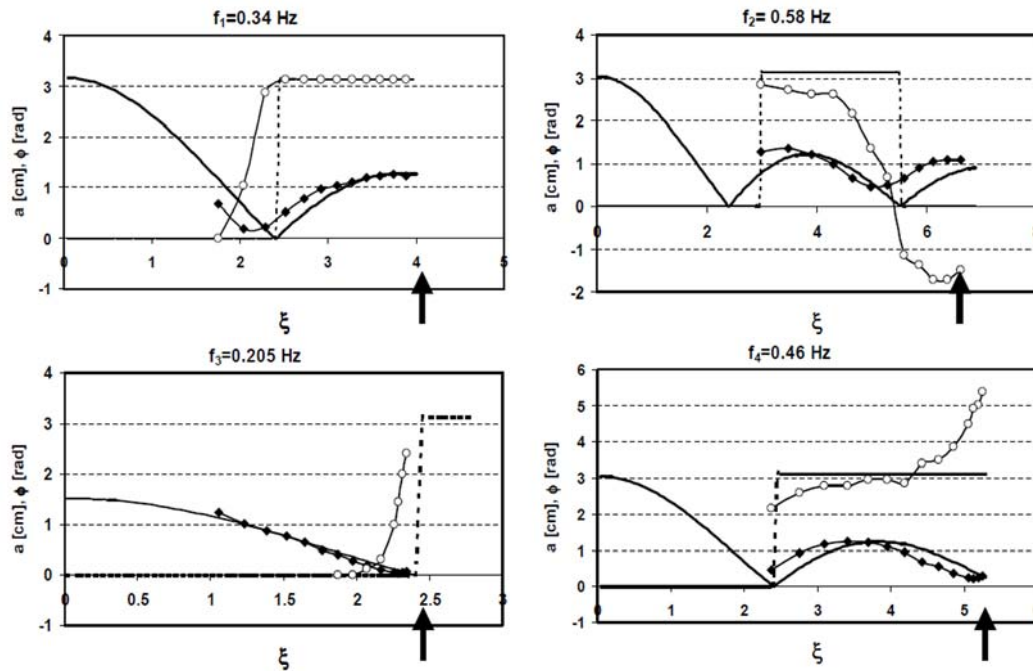 f₁=0.34 Hz
a [cm], ϕ [rad]
4
3
2
1
0
-1
0 1 2 3 4 5
ξ
f₂= 0.58 Hz
a [cm], ϕ [rad]
4
3
2
1
0
-1
-2
0 2 4 6
ξ
f₃=0.205 Hz
a [cm], ϕ [rad]
4
3
2
1
0
-1
0 0.5 1 1.5 2 2.5 3
ξ
f₄=0.46 Hz
a [cm], ϕ [rad]
6
5
4
3
2
1
0
-1
0 1 2 3 4 5
ξ